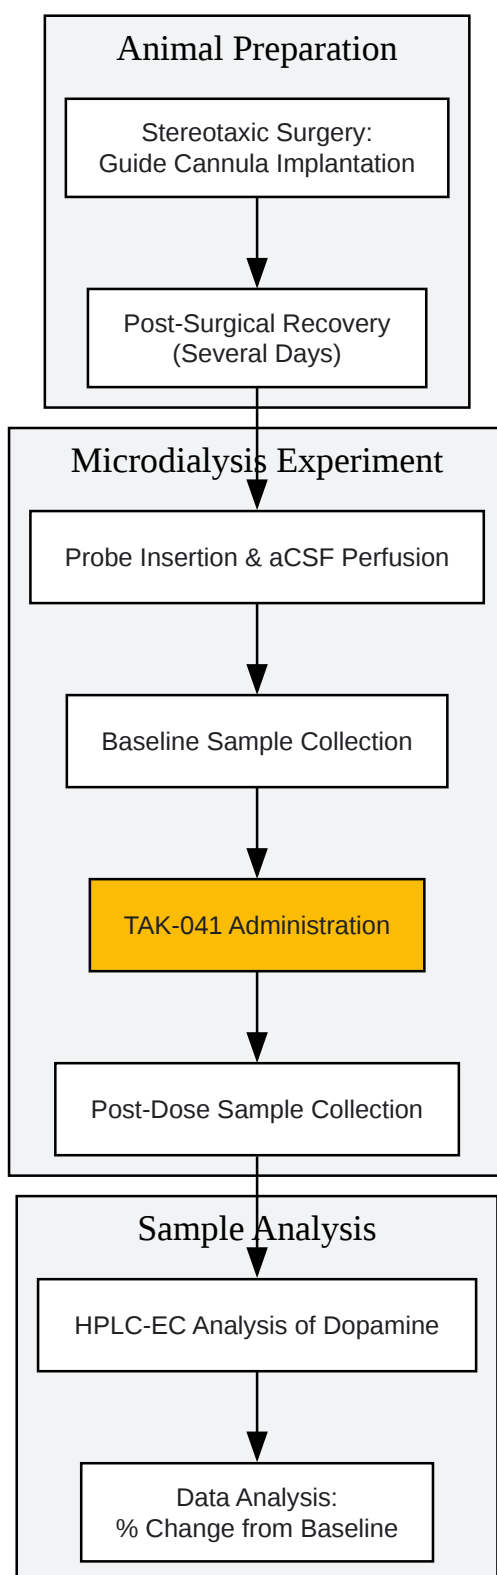 Animal Preparation
Stereotaxic Surgery:
Guide Cannula Implantation
Post-Surgical Recovery
(Several Days)
Microdialysis Experiment
Probe Insertion & aCSF Perfusion
Baseline Sample Collection
TAK-041 Administration
Post-Dose Sample Collection
Sample Analysis
HPLC-EC Analysis of Dopamine
Data Analysis:
% Change from Baseline